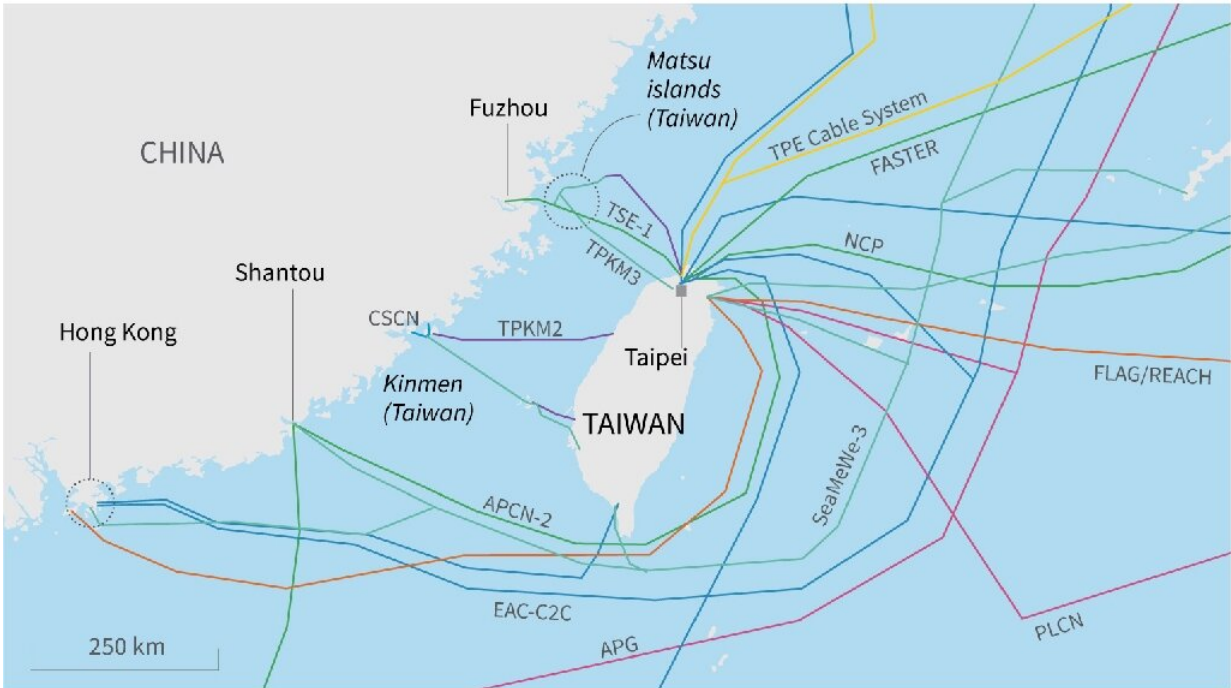 Matsu
islands
(Taiwan)
Fuzhou
CHINA
TPE Cable System
FASTER
TSE-1
TPKM3
NCP
Shantou
Hong Kong
CSCN
TPKM2
Taipei
Kinmen
(Taiwan)
TAIWAN
FLAG/REACH
SeaMeWe-3
APCN-2
EAC-C2C
APG
PLCN
250 km